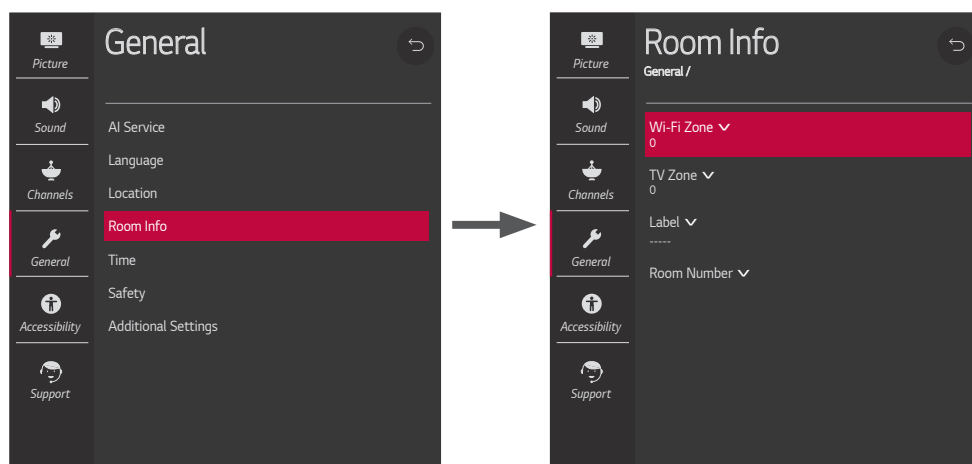 General
Picture
Sound
Channels
General
Accessibility
Support
AI Service
Language
Location
Room Info
Time
Safety
Additional Settings
Room Info
General /
Picture
Sound
Channels
General
Accessibility
Support
Wi-Fi Zone
0
TV Zone
0
Label
-----
Room Number